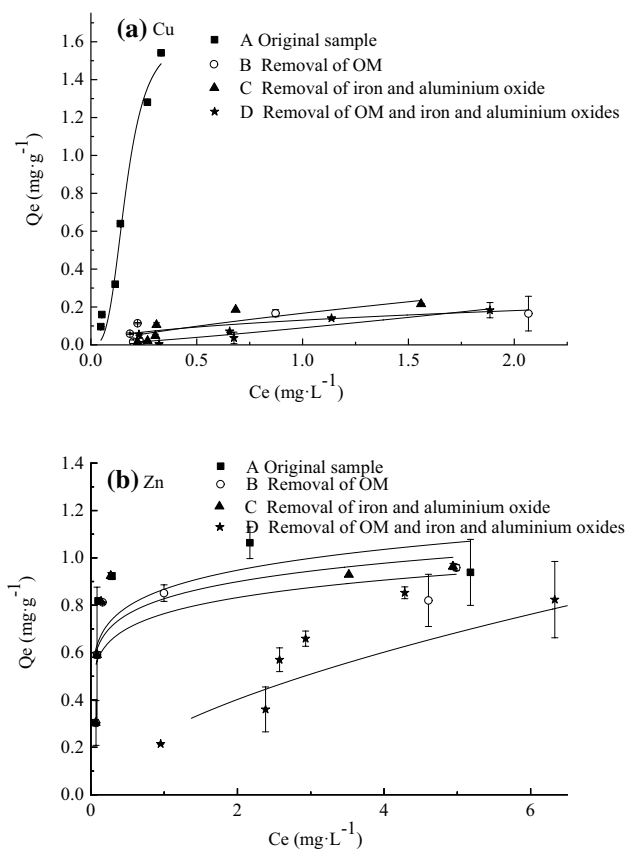 (a) Cu
A Original sample
B Removal of OM
C Removal of iron and aluminium oxide
D Removal of OM and iron and aluminium oxides
1.6
1.4
1.2
1.0
0.8
0.6
0.4
0.2
0.0
Qe (mg·g⁻¹)
0.0 0.5 1.0 1.5 2.0
Ce (mg·L⁻¹)
(b) Zn
A Original sample
B Removal of OM
C Removal of iron and aluminium oxide
D Removal of OM and iron and aluminium oxides
1.4
1.2
1.0
0.8
0.6
0.4
0.2
0.0
Qe (mg·g⁻¹)
0 2 4 6
Ce (mg·L⁻¹)